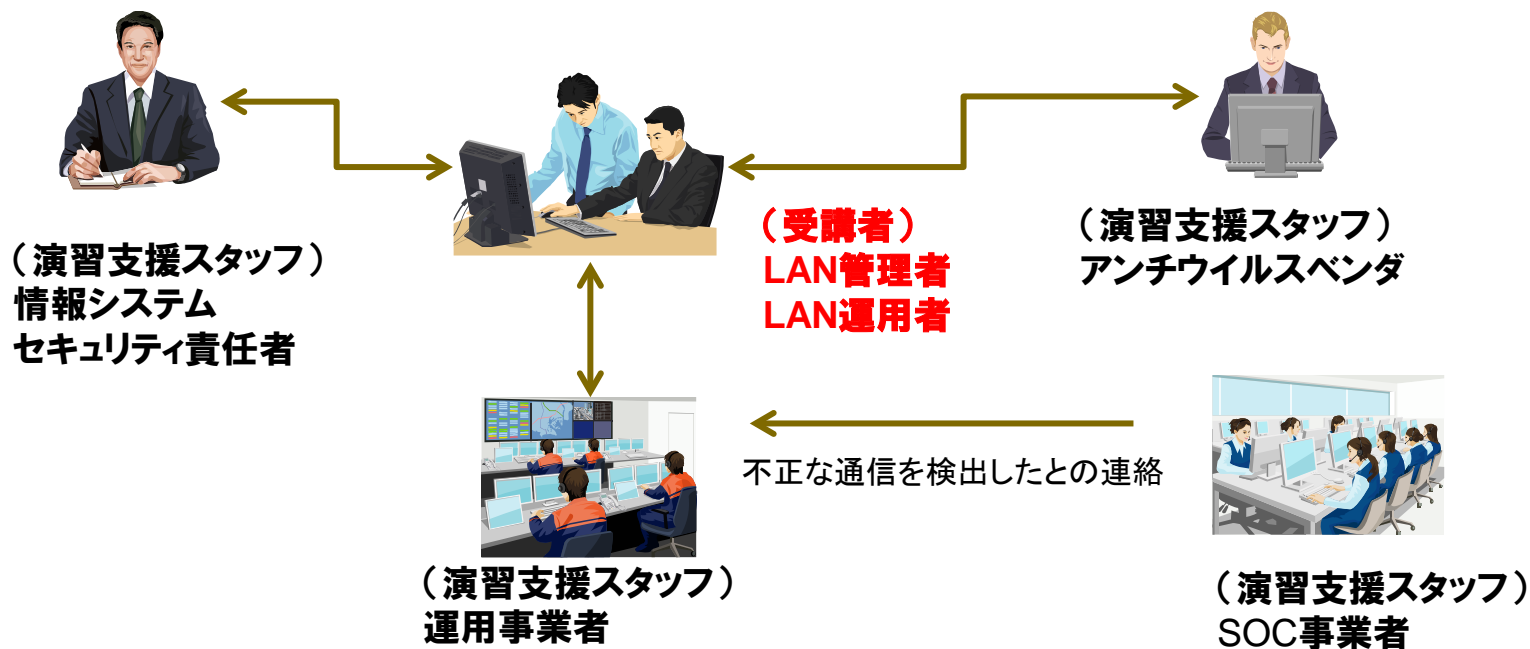 （演習支援スタッフ）
情報システム
セキュリティ責任者
（受講者）
LAN管理者
LAN運用者
（演習支援スタッフ）
アンチウイルスベンダ
不正な通信を検出したとの連絡
（演習支援スタッフ）
運用事業者
（演習支援スタッフ）
SOC事業者